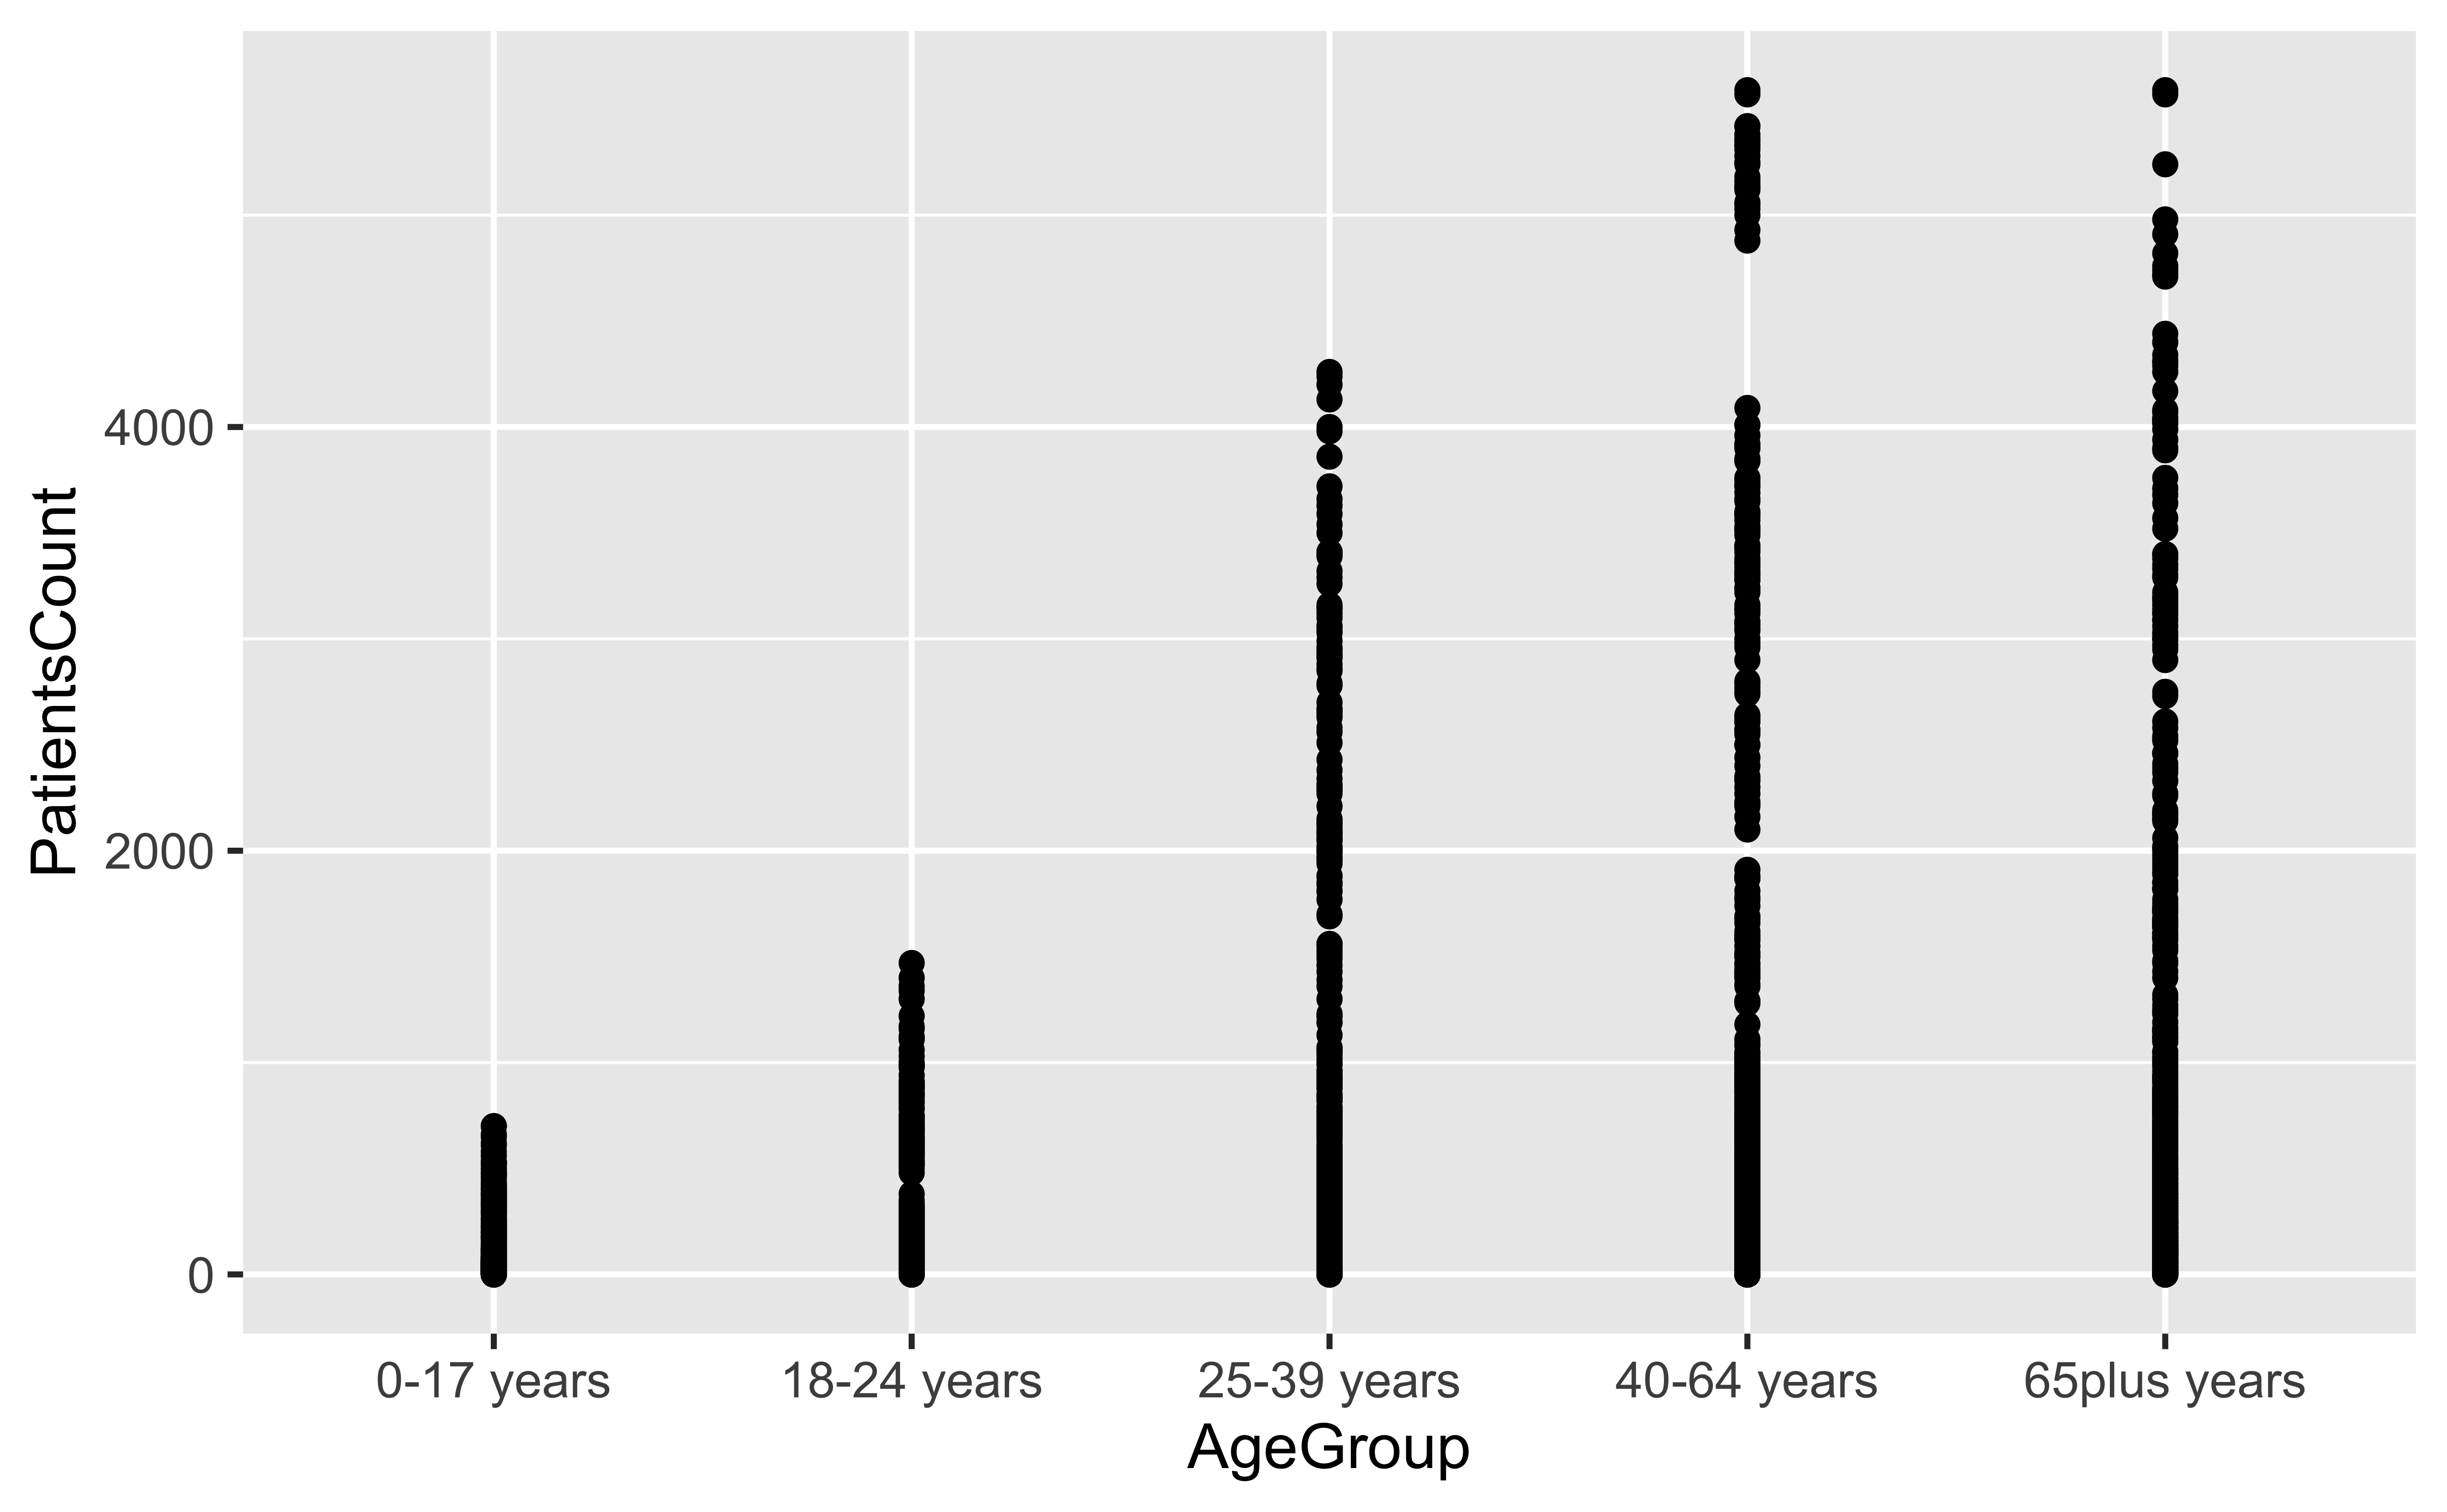 PatientsCount
4000
2000
0
0-17 years
18-24 years
25-39 years
40-64 years
65plus years
AgeGroup